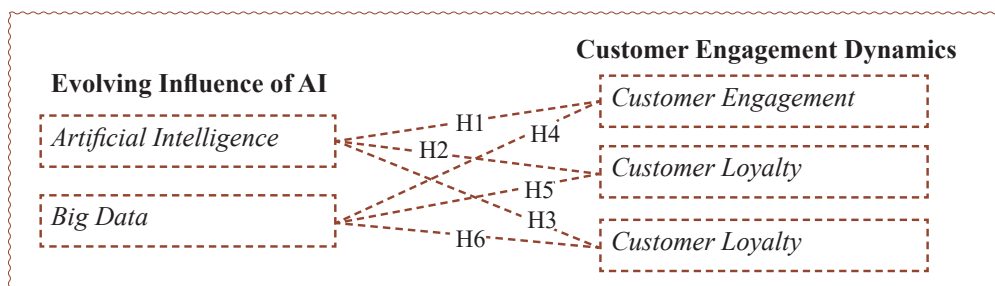 Customer Engagement Dynamics
Evolving Influence of AI
Customer Engagement
Artificial Intelligence
H1
H4
H2
Customer Loyalty
H5
Big Data
H3
H6
Customer Loyalty